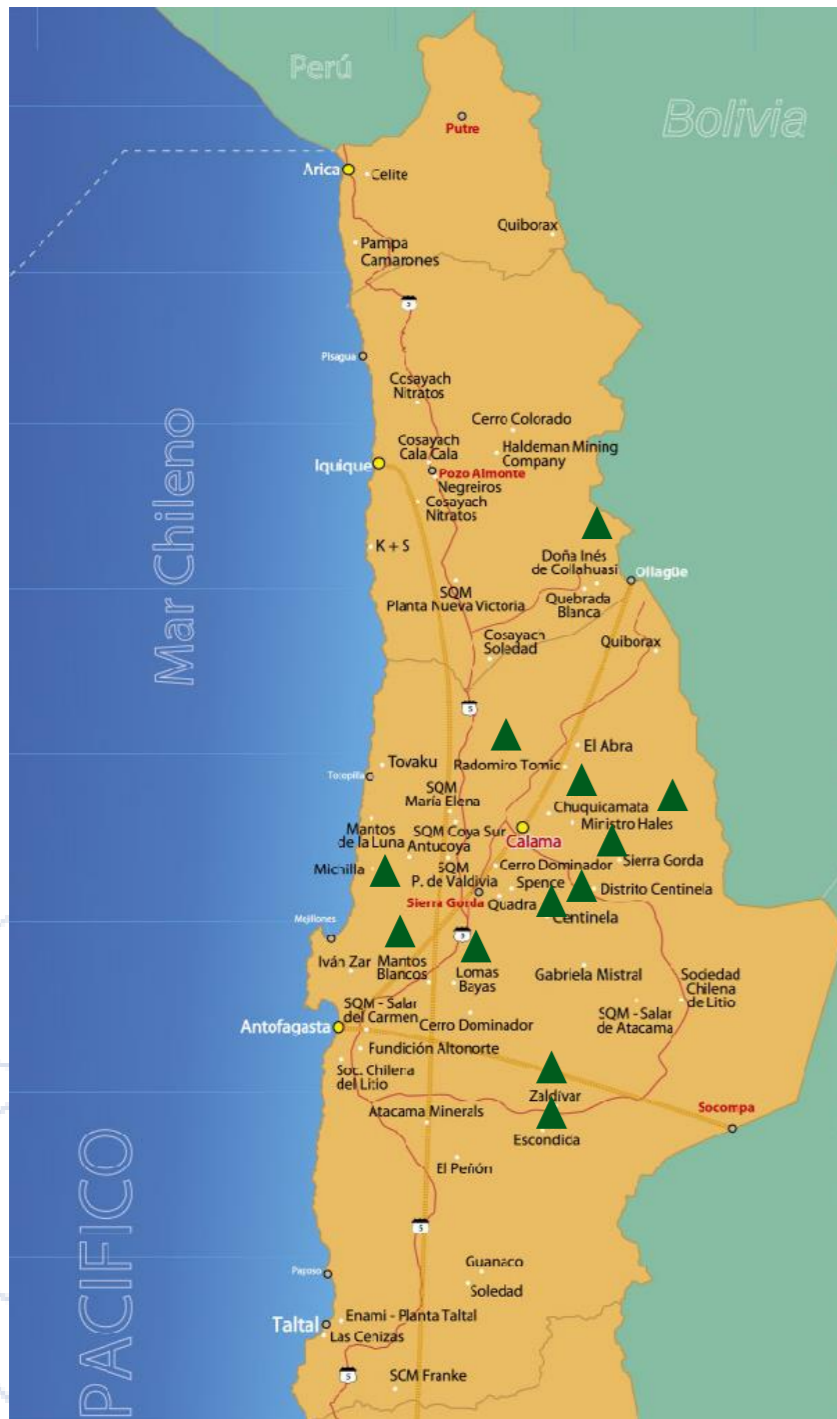 Perú
Bolivia
Putre
Arica
Celite
Quiborax
Pampa
Camarones
5
Pisagua
Cosayach
Nitratos
Cerro Colorado
Cosayach
Cala Cala
Haldeman Mining
Company
Iquique
Pozo Almonte
Negreiros
Cosayach
Nitratos
Mar Chileno
K + S
Doña Inés
de Collahuasi
Ollagüe
SQM
Planta Nueva Victoria
Quebrada
Blanca
Cosayach
Soledad
Quiborax
5
El Abra
Radomiro Tomic
Tovaku
Tocopilla
SQM
María Elena
Chuquicamata
Ministro Hales
Mantos
de la Luna
SQM Coya Sur
Calama
Antucoya
Michilla
SQM
P. de Valdivia
Cerro Dominador
Sierra Gorda
Spence
Distrito Centinela
Sierra Gorda
Quadra
Centinela
Mejillones
5
Iván Zar
Mantos
Blancos
Lomas
Bayas
Gabriela Mistral
Sociedad
Chilena
de Litio
SQM - Salar
del Carmen
SQM - Salar
de Atacama
Antofagasta
Cerro Dominador
Fundición Altonorte
Soc. Chilena
del Litio
Zaldívar
Atacama Minerals
Socompa
Escondida
El Peñón
PACIFICO
5
Guanaco
Paposo
Soledad
Enami - Planta Taltal
Taltal
Las Cenizas
SCM Franke
5